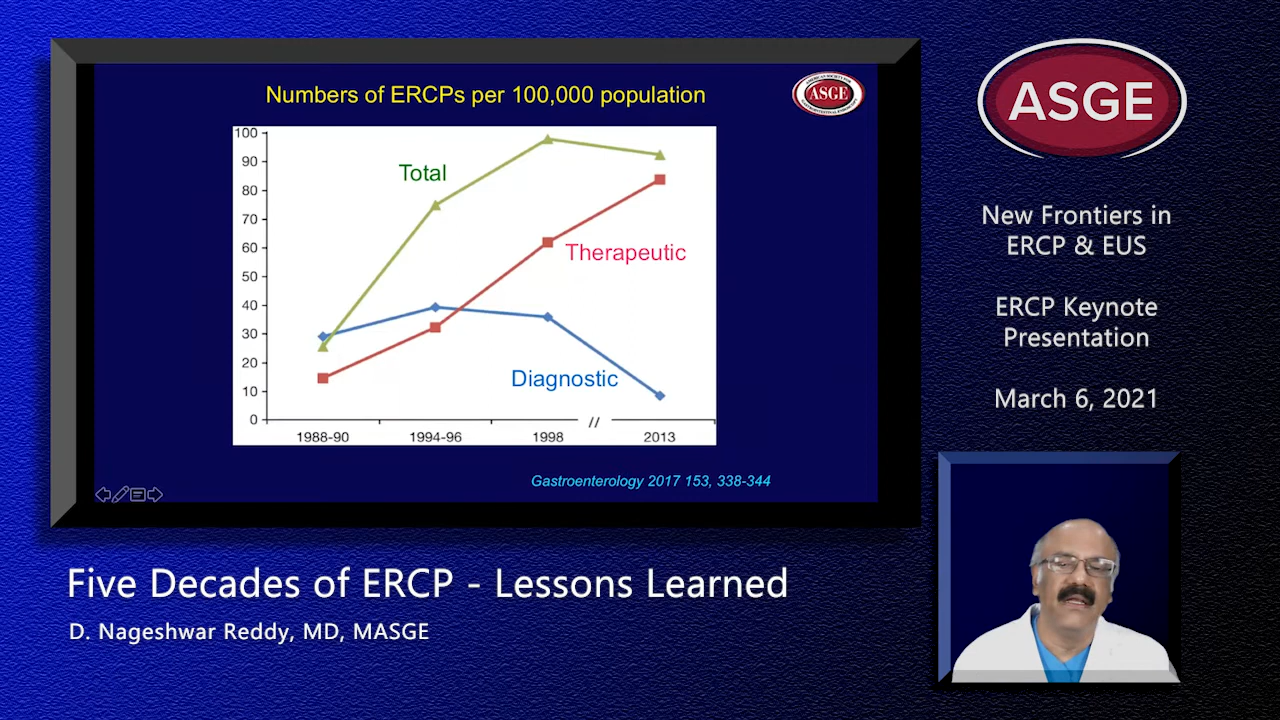 Numbers of ERCPs per 100,000 population
ASGE
100
90
80
70
60
50
40
30
20
10
0
Total
Therapeutic
Diagnostic
//
1988-90
1994-96
1998
2013
Gastroenterology 2017 153, 338-344
ASGE
New Frontiers in
ERCP & EUS
ERCP Keynote
Presentation
March 6, 2021
Five Decades of ERCP - Lessons Learned
D. Nageshwar Reddy, MD, MASGE